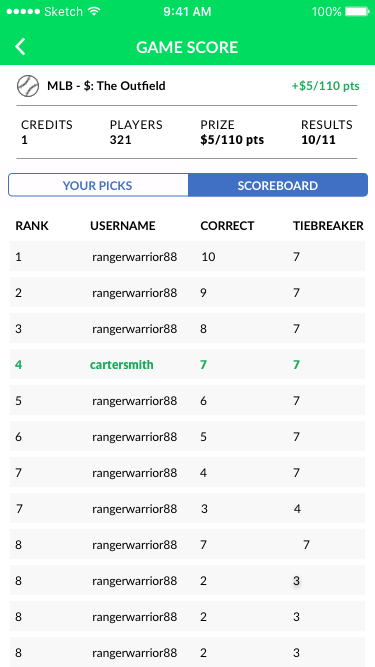 Sketch 9:41 AM 100%
GAME SCORE
MLB - $: The Outfield +$5/110 pts
CREDITS PLAYERS PRIZE RESULTS
1 321 $5/110 pts 10/11
YOUR PICKS SCOREBOARD
RANK USERNAME CORRECT TIEBREAKER
1 rangerwarrior88 10 7
2 rangerwarrior88 9 7
3 rangerwarrior88 8 7
4 cartersmith 7 7
5 rangerwarrior88 6 7
6 rangerwarrior88 5 7
7 rangerwarrior88 4 7
7 rangerwarrior88 3 4
8 rangerwarrior88 7 7
8 rangerwarrior88 2 3
8 rangerwarrior88 2 3
8 rangerwarrior88 2 3